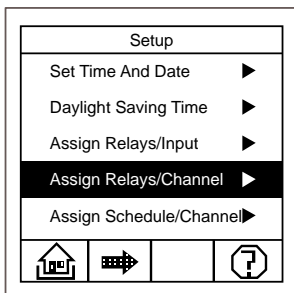 Setup
Set Time And Date
Daylight Saving Time
Assign Relays/Input
Assign Relays/Channel
Assign Schedule/Channel
?